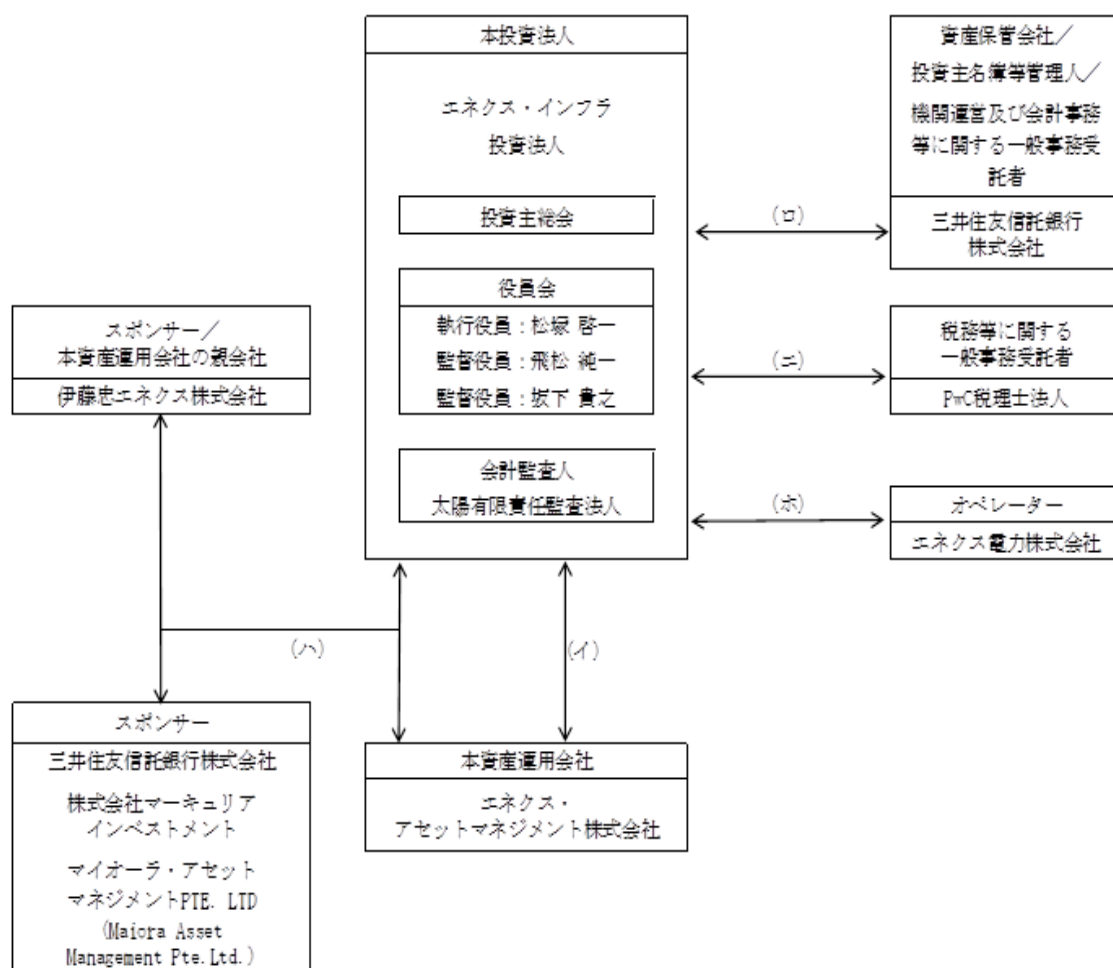 本投資法人
エネクス・インフラ
投資法人
投資主総会
役員会
執行役員：松塚 啓一
監督役員：飛松 純一
監督役員：坂下 貴之
会計監査人
太陽有限責任監査法人
資産保管会社／
投資主名簿等管理人／
機関運営及び会計事務
等に関する一般事務受
託者
三井住友信託銀行
株式会社
(ロ)
スポンサー／
本資産運用会社の親会社
伊藤忠エネクス株式会社
税務等に関する
一般事務受託者
PwC税理士法人
(ニ)
オペレーター
エネクス電力株式会社
(ホ)
(ハ)
(イ)
スポンサー
三井住友信託銀行株式会社
株式会社マーキュリア
インベストメント
マイオーラ・アセット
マネジメントPTE. LTD
(Maiora Asset
Management Pte.Ltd.)
本資産運用会社
エネクス・
アセットマネジメント株式会社